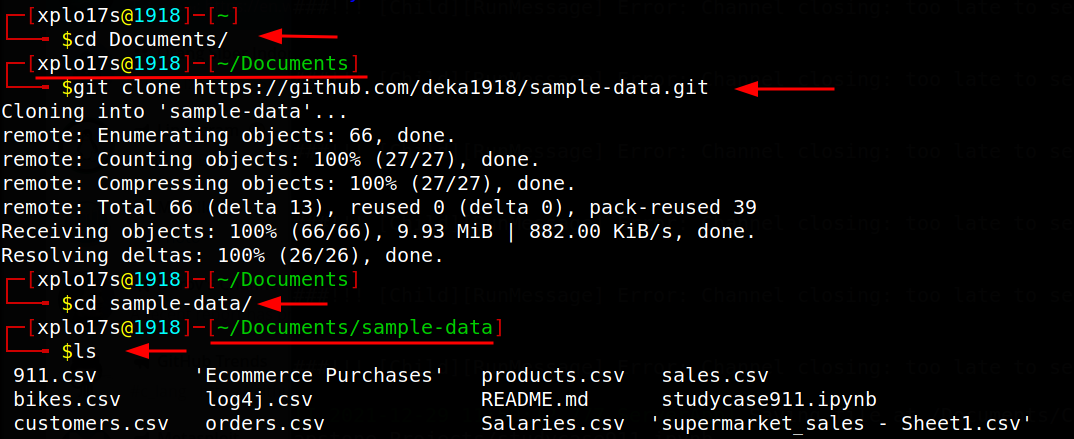 [xplo17s@1918]─[~]
$cd Documents/
[xplo17s@1918]─[~/Documents]
$git clone https://github.com/deka1918/sample-data.git
Cloning into 'sample-data'...
remote: Enumerating objects: 66, done.
remote: Counting objects: 100% (27/27), done.
remote: Compressing objects: 100% (27/27), done.
remote: Total 66 (delta 13), reused 0 (delta 0), pack-reused 39
Receiving objects: 100% (66/66), 9.93 MiB | 882.00 KiB/s, done.
Resolving deltas: 100% (26/26), done.
[xplo17s@1918]─[~/Documents]
$cd sample-data/
[xplo17s@1918]─[~/Documents/sample-data]
$ls
911.csv 'Ecommerce Purchases' products.csv sales.csv
bikes.csv log4j.csv README.md studycase911.ipynb
customers.csv orders.csv Salaries.csv 'supermarket_sales - Sheet1.csv'